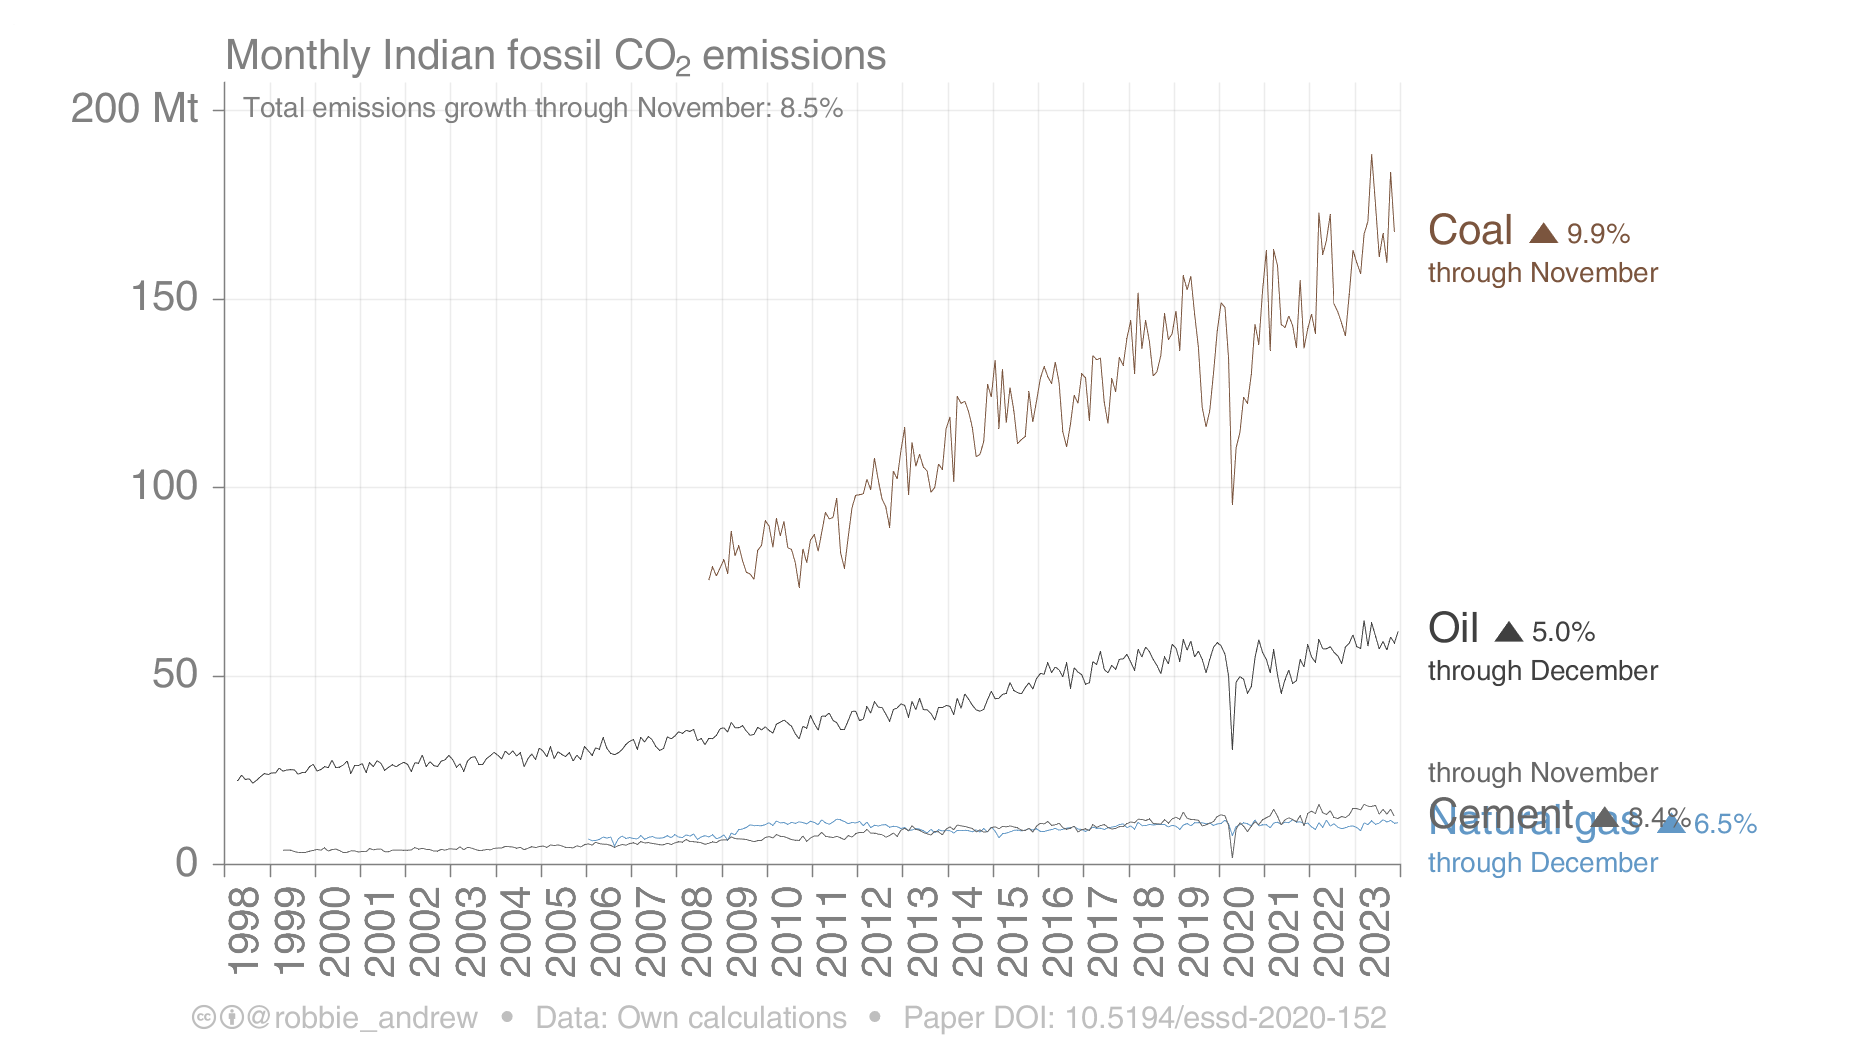 Monthly Indian fossil CO₂ emissions
200 Mt
Total emissions growth through November: 8.5%
150
100
50
0
Coal ▲ 9.9%
through November
Oil ▲ 5.0%
through December
through November
Cement ▲ 8.4%
Natural gas ▲ 6.5%
through December
1998
1999
2000
2001
2002
2003
2004
2005
2006
2007
2008
2009
2010
2011
2012
2013
2014
2015
2016
2017
2018
2019
2020
2021
2022
2023
@robbie_andrew • Data: Own calculations • Paper DOI: 10.5194/essd-2020-152